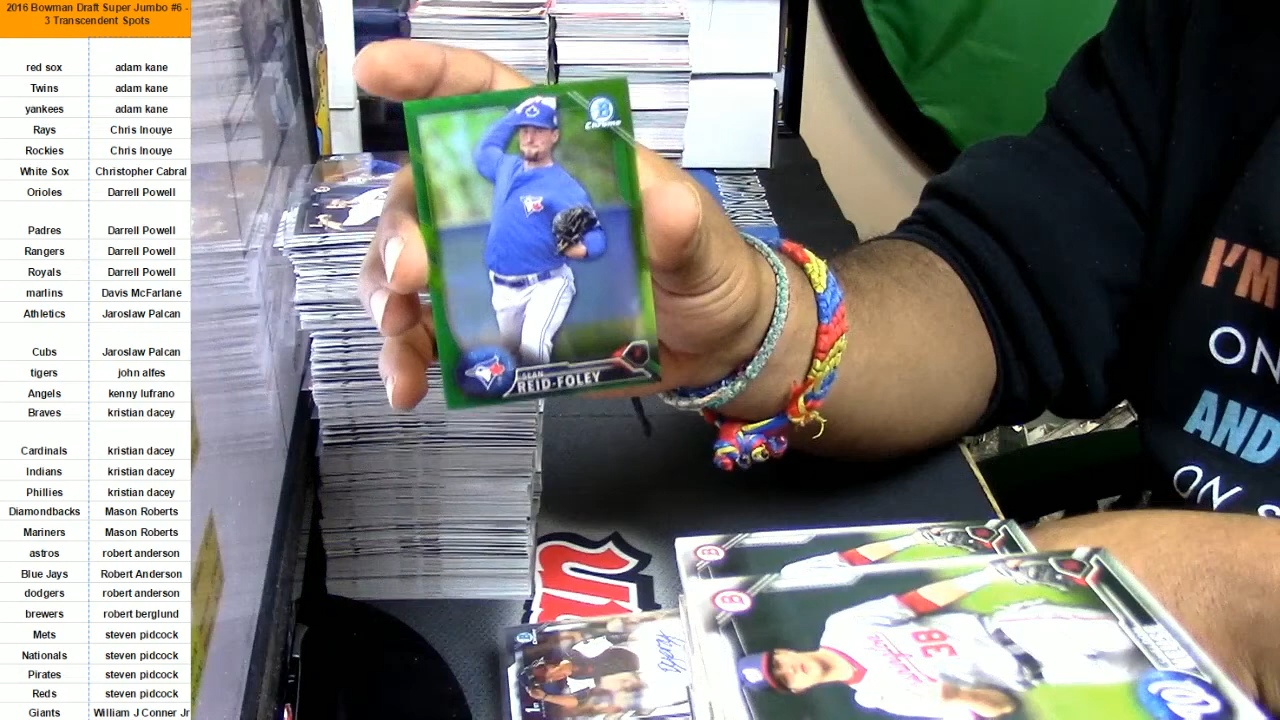 2016 Bowman Draft Super Jumbo #6 -
3 Transcendent Spots
red sox adam kane
Twins adam kane
yankees adam kane
Rays Chris Inouye
Rockies Chris Inouye
White Sox Christopher Cabral
Orioles Darrell Powell
Padres Darrell Powell
Rangers Darrell Powell
Royals Darrell Powell
marlins Davis McFarlane
Athletics Jaroslaw Palcan
Cubs Jaroslaw Palcan
tigers john alfes
Angels kenny lufrano
Braves kristian dacey
Cardinals kristian dacey
Indians kristian dacey
Phillies kristian dacey
Diamondbacks Mason Roberts
Mariners Mason Roberts
astros robert anderson
Blue Jays Robert Anderson
dodgers robert anderson
brewers robert berglund
Mets steven pidcock
Nationals steven pidcock
Pirates steven pidcock
Reds steven pidcock
Giants William J Conner Jr
B
Chrome
SEAN
REID-FOLEY
I'M
ON
AND
ON
38